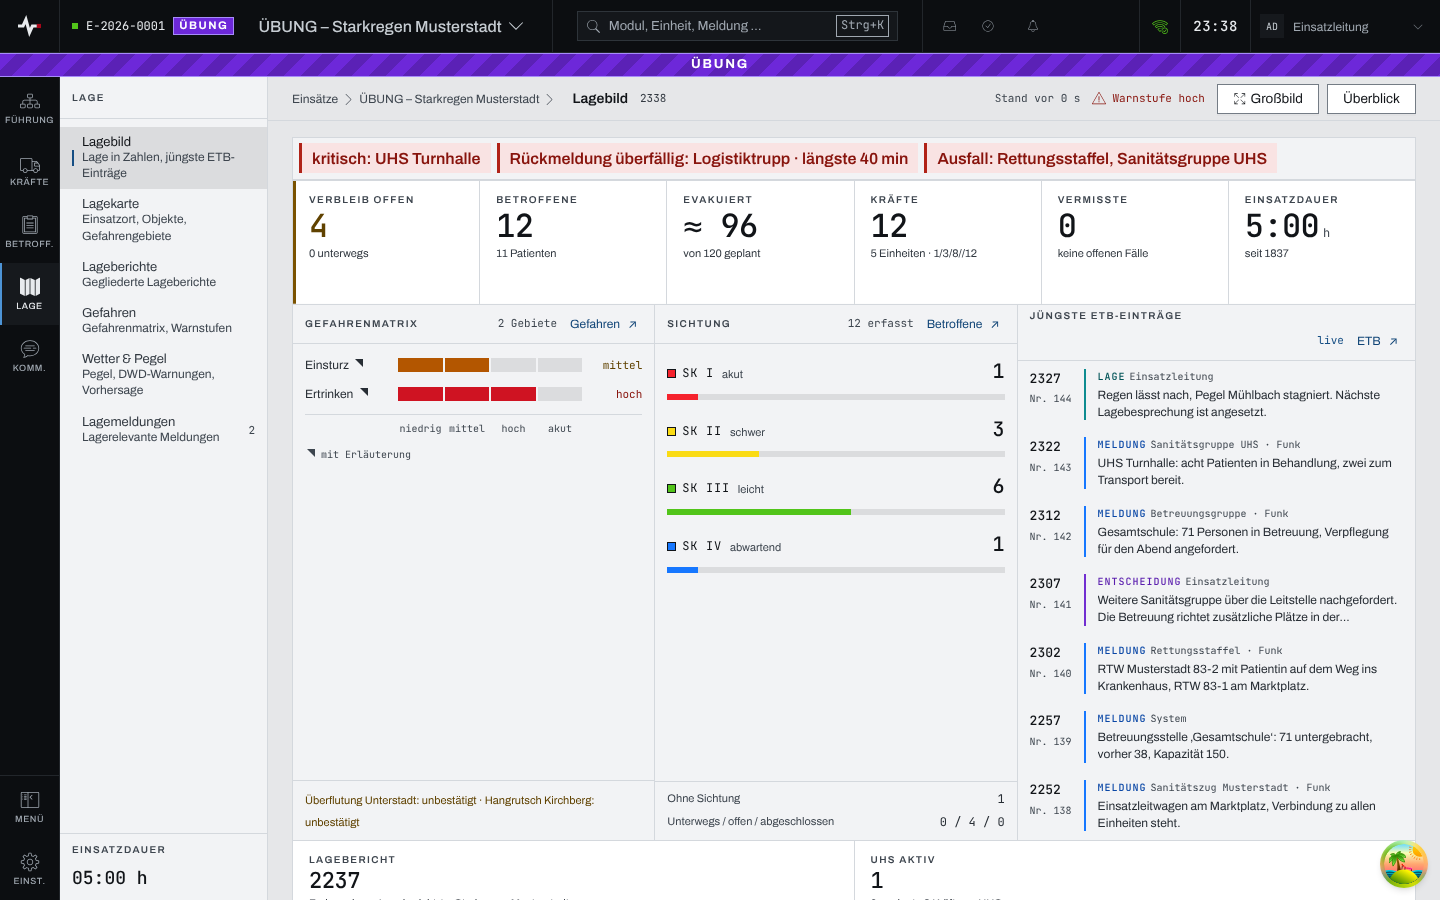 E-2026-0001 ÜBUNG ÜBUNG – Starkregen Musterstadt
Modul, Einheit, Meldung ... Strg+K
23:38
AD Einsatzleitung
ÜBUNG
FÜHRUNG
KRÄFTE
BETROFF.
LAGE
KOMM.
MENÜ
EINST.
LAGE
Lagebild
Lage in Zahlen, jüngste ETB-
Einträge
Lagekarte
Einsatzort, Objekte,
Gefahrengebiete
Lageberichte
Gegliederte Lageberichte
Gefahren
Gefahrenmatrix, Warnstufen
Wetter & Pegel
Pegel, DWD-Warnungen,
Vorhersage
Lagemeldungen
Lagerelevante Meldungen 2
EINSATZDAUER
05:00 h
Einsätze ÜBUNG – Starkregen Musterstadt Lagebild 2338
Stand vor 0 s Warnstufe hoch Großbild Überblick
kritisch: UHS Turnhalle Rückmeldung überfällig: Logistiktrupp · längste 40 min Ausfall: Rettungsstaffel, Sanitätsgruppe UHS
VERBLEIB OFFEN
4
0 unterwegs
BETROFFENE
12
11 Patienten
EVAKUIERT
≈ 96
von 120 geplant
KRÄFTE
12
5 Einheiten · 1/3/8//12
VERMISSTE
0
keine offenen Fälle
EINSATZDAUER
5:00 h
seit 1837
GEFAHRENMATRIX 2 Gebiete Gefahren
Einsturz mittel
Ertrinken hoch
niedrig mittel hoch akut
mit Erläuterung
Überflutung Unterstadt: unbestätigt · Hangrutsch Kirchberg:
unbestätigt
SICHTUNG 12 erfasst Betroffene
SK I akut 1
SK II schwer 3
SK III leicht 6
SK IV abwartend 1
Ohne Sichtung 1
Unterwegs / offen / abgeschlossen 0 / 4 / 0
JÜNGSTE ETB-EINTRÄGE
live ETB
2327 LAGE Einsatzleitung
Nr. 144 Regen lässt nach, Pegel Mühlbach stagniert. Nächste
Lagebesprechung ist angesetzt.
2322 MELDUNG Sanitätsgruppe UHS · Funk
Nr. 143 UHS Turnhalle: acht Patienten in Behandlung, zwei zum
Transport bereit.
2312 MELDUNG Betreuungsgruppe · Funk
Nr. 142 Gesamtschule: 71 Personen in Betreuung, Verpflegung
für den Abend angefordert.
2307 ENTSCHEIDUNG Einsatzleitung
Nr. 141 Weitere Sanitätsgruppe über die Leitstelle nachgefordert.
Die Betreuung richtet zusätzliche Plätze in der...
2302 MELDUNG Rettungsstaffel · Funk
Nr. 140 RTW Musterstadt 83-2 mit Patientin auf dem Weg ins
Krankenhaus, RTW 83-1 am Marktplatz.
2257 MELDUNG System
Nr. 139 Betreuungsstelle ‚Gesamtschule‘: 71 untergebracht,
vorher 38, Kapazität 150.
2252 MELDUNG Sanitätszug Musterstadt · Funk
Nr. 138 Einsatzleitwagen am Marktplatz, Verbindung zu allen
Einheiten steht.
LAGEBERICHT
2237
UHS AKTIV
1